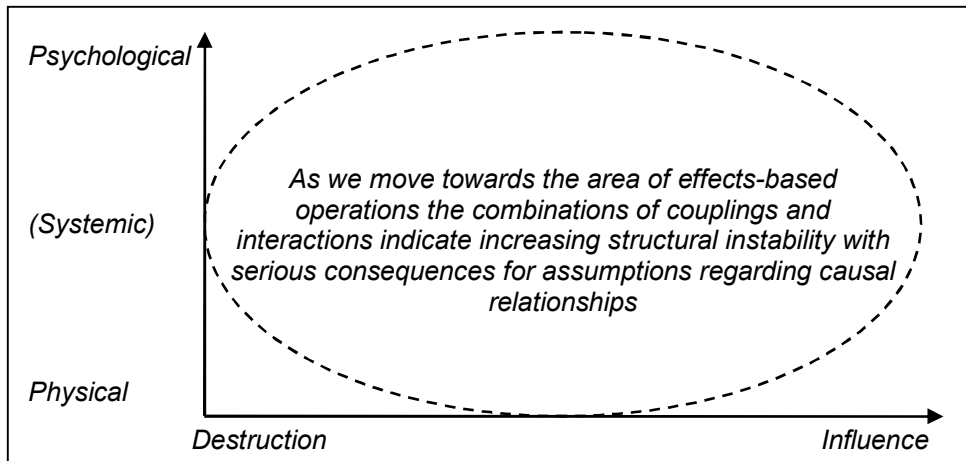 Psychological
As we move towards the area of effects-based
operations the combinations of couplings and
(Systemic)
interactions indicate increasing structural instability with
serious consequences for assumptions regarding causal
relationships
Physical
Destruction
Influence